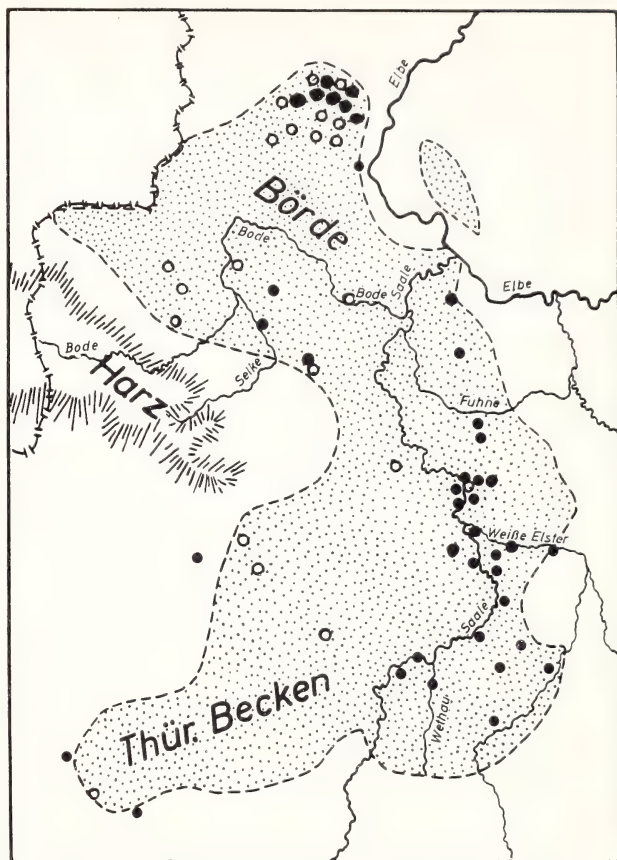 Elbe
Börde
Bode
Bode
Saale
Elbe
Bode
Harz
Selke
Fuhne
Weiße Elster
Saale
Wethau
Thür. Becken